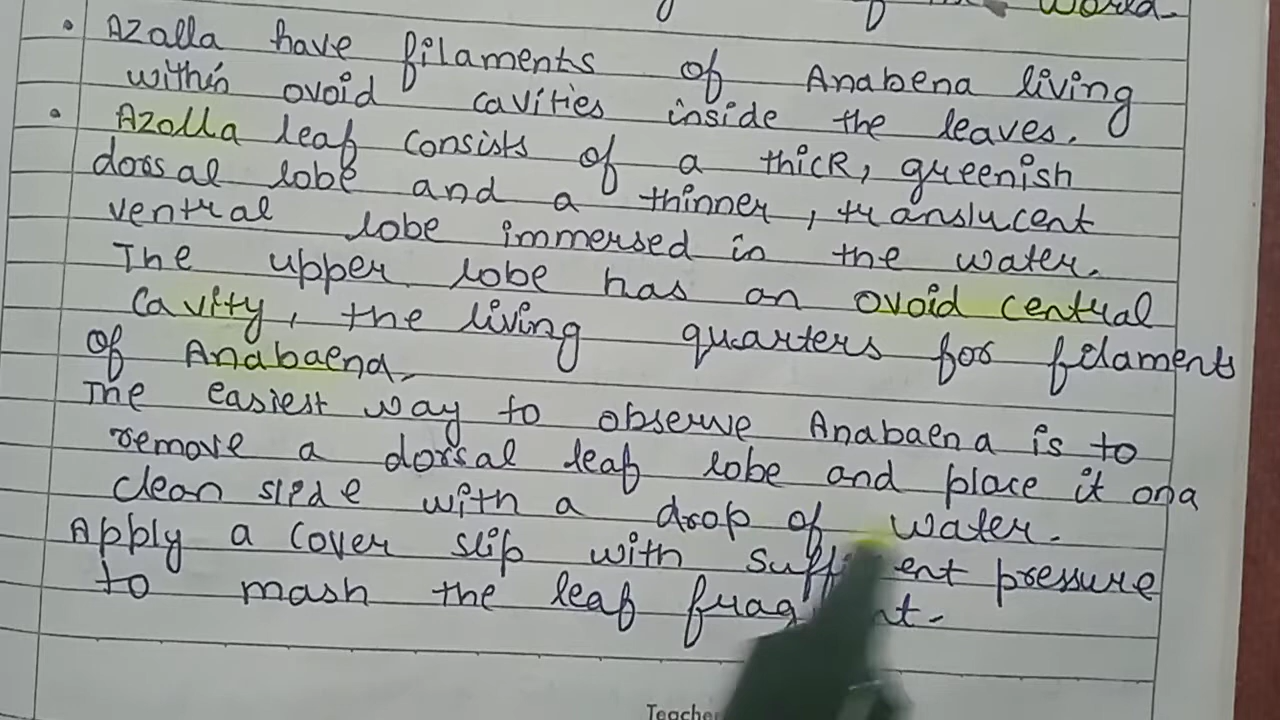 World.
• Azalla have filaments of Anabena living
within ovoid cavities inside the leaves.
• Azolla leaf consists of a thick, greenish
dorsal lobe and a thinner, translucent
ventral lobe immersed in the water.
The upper lobe has an ovoid central
cavity, the living quarters for filaments
of Anabaena.
The easiest way to observe Anabaena is to
remove a dorsal leaf lobe and place it on a
clean slide with a drop of water.
Apply a cover slip with pressure
to mash the leaf
Teacher